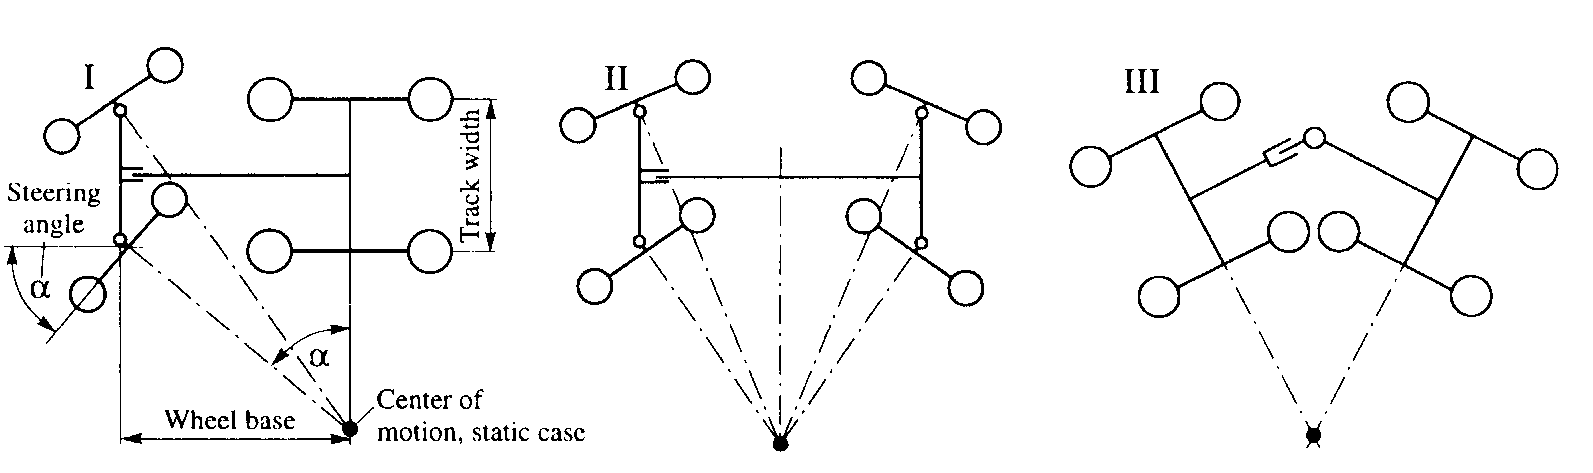 I
II
III
Track width
Steering
angle
α
α
Wheel base
Center of
motion, static case